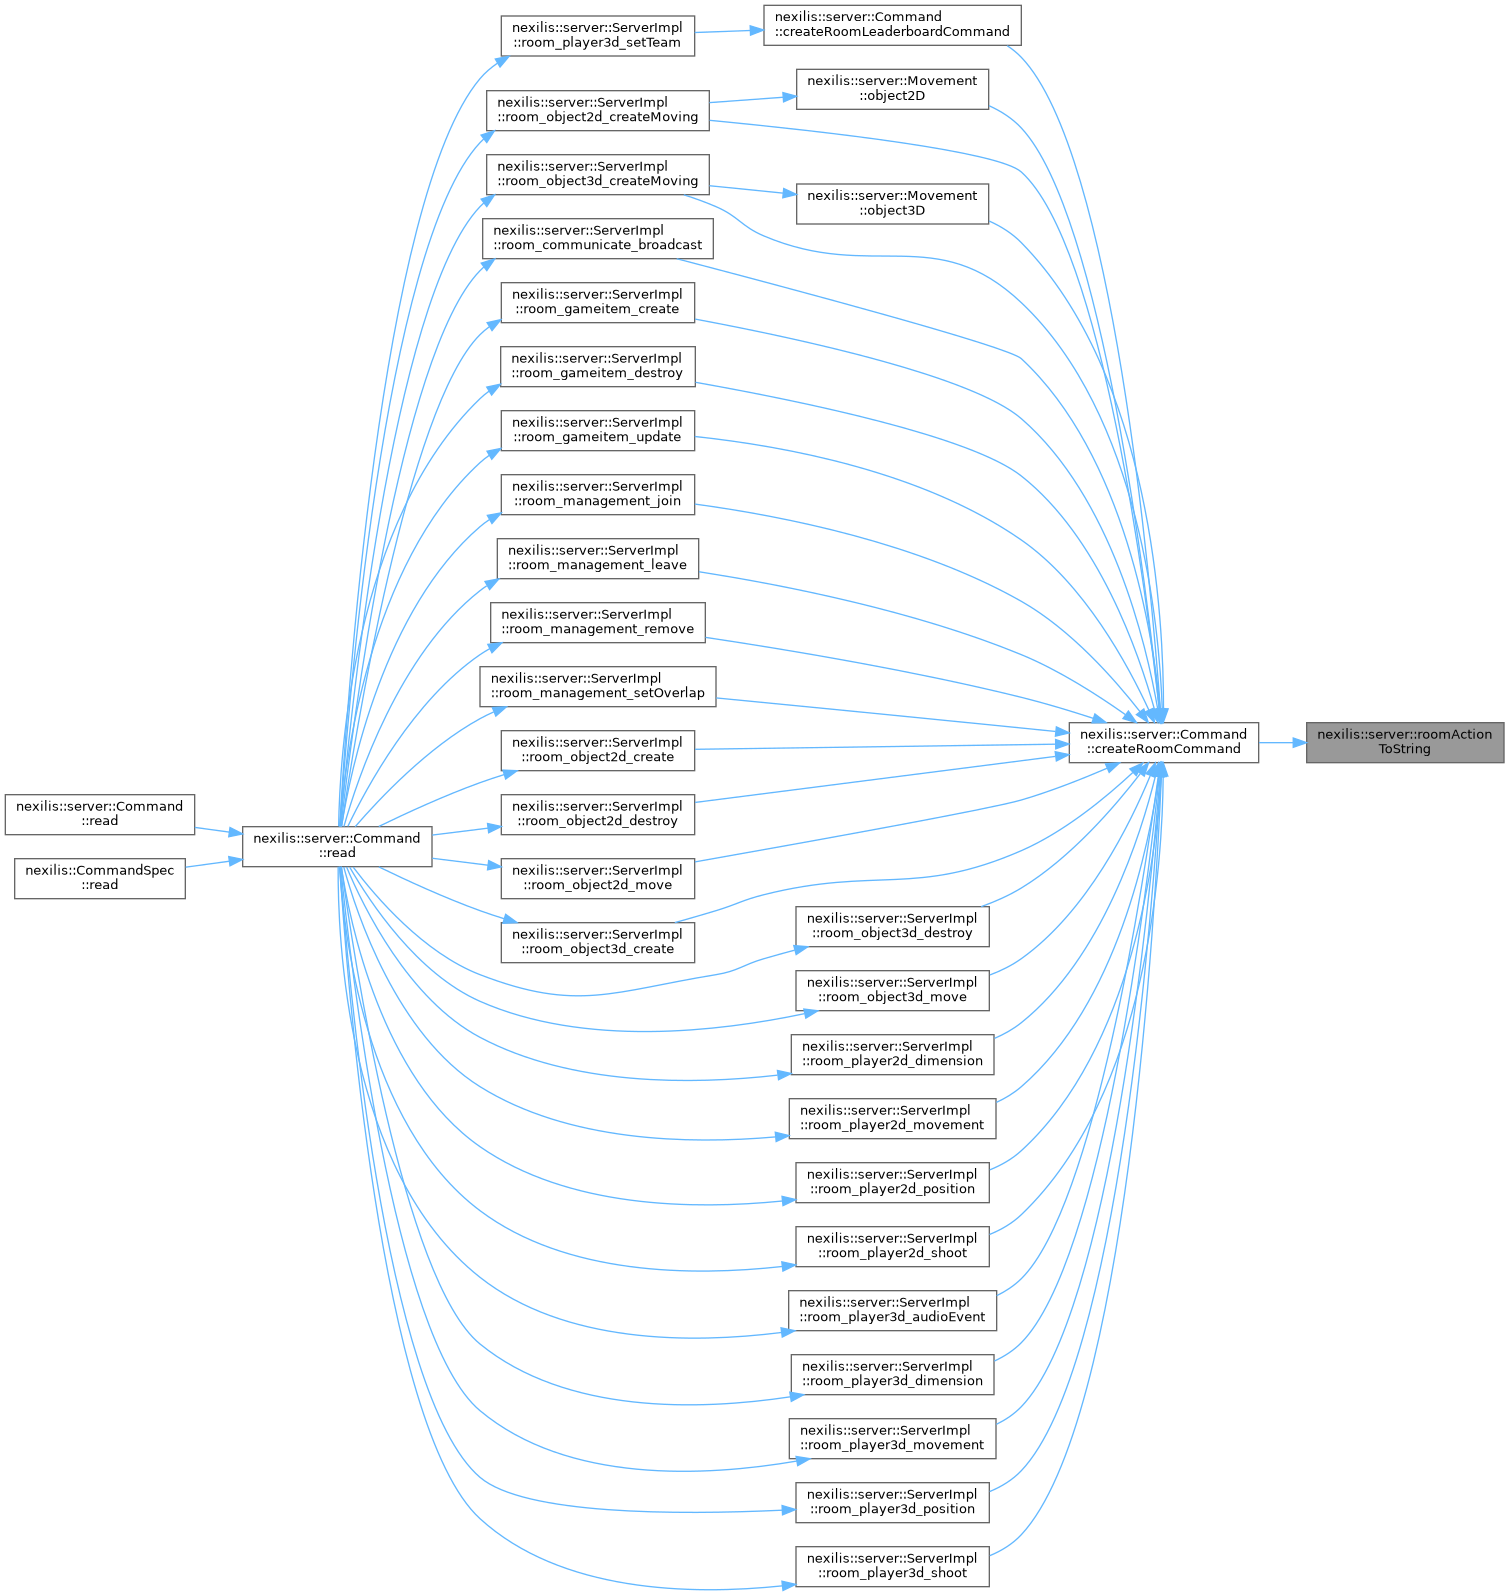 nexilis::server::ServerImpl
::room_player3d_setTeam
nexilis::server::Command
::createRoomLeaderboardCommand
nexilis::server::ServerImpl
::room_object2d_createMoving
nexilis::server::Movement
::object2D
nexilis::server::ServerImpl
::room_object3d_createMoving
nexilis::server::Movement
::object3D
nexilis::server::ServerImpl
::room_communicate_broadcast
nexilis::server::ServerImpl
::room_gameitem_create
nexilis::server::ServerImpl
::room_gameitem_destroy
nexilis::server::ServerImpl
::room_gameitem_update
nexilis::server::ServerImpl
::room_management_join
nexilis::server::ServerImpl
::room_management_leave
nexilis::server::ServerImpl
::room_management_remove
nexilis::server::ServerImpl
::room_management_setOverlap
nexilis::server::ServerImpl
::room_object2d_create
nexilis::server::Command
::createRoomCommand
nexilis::server::roomAction
ToString
nexilis::server::ServerImpl
::room_object2d_destroy
nexilis::server::Command
::read
nexilis::server::Command
::read
nexilis::CommandSpec
::read
nexilis::server::ServerImpl
::room_object2d_move
nexilis::server::ServerImpl
::room_object3d_create
nexilis::server::ServerImpl
::room_object3d_destroy
nexilis::server::ServerImpl
::room_object3d_move
nexilis::server::ServerImpl
::room_player2d_dimension
nexilis::server::ServerImpl
::room_player2d_movement
nexilis::server::ServerImpl
::room_player2d_position
nexilis::server::ServerImpl
::room_player2d_shoot
nexilis::server::ServerImpl
::room_player3d_audioEvent
nexilis::server::ServerImpl
::room_player3d_dimension
nexilis::server::ServerImpl
::room_player3d_movement
nexilis::server::ServerImpl
::room_player3d_position
nexilis::server::ServerImpl
::room_player3d_shoot